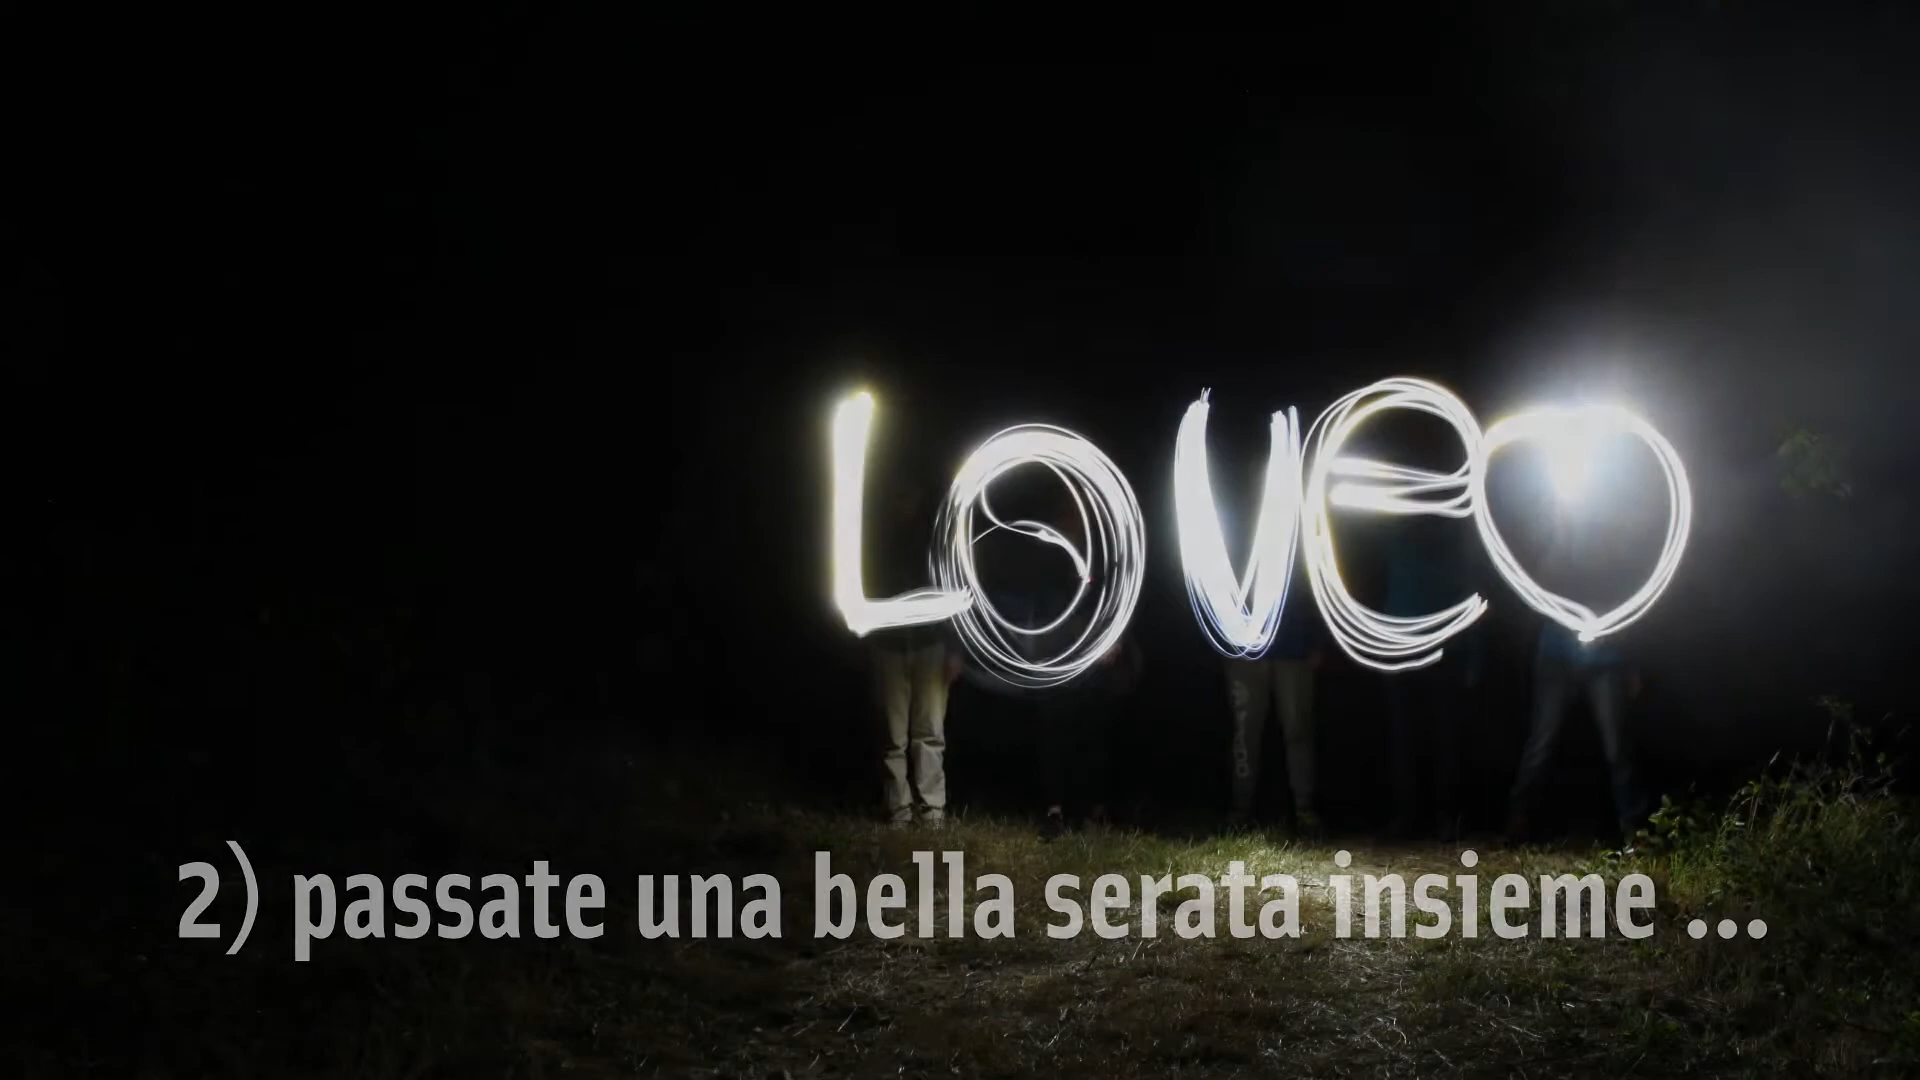 LOVe
2) passate una bella serata insieme ...